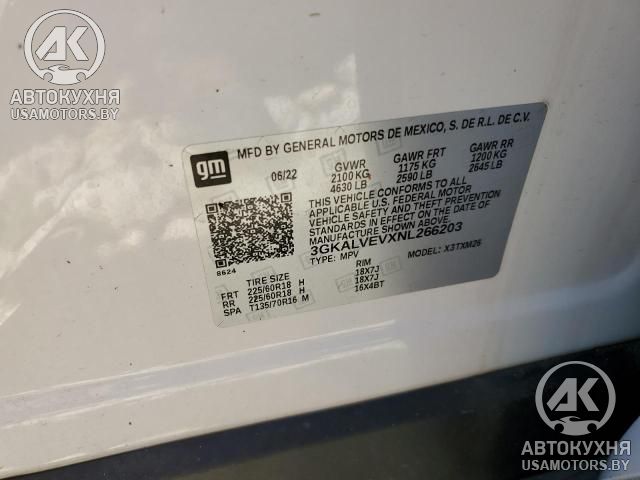 АК
АВТОКУХНЯ
USAMOTORS.BY
gm
MFD BY GENERAL MOTORS DE MEXICO, S. DE R.L. DE C.V.
06/22 GVWR GAWR FRT GAWR RR
2100 KG 1175 KG 1200 KG
4630 LB 2590 LB 2645 LB
THIS VEHICLE CONFORMS TO ALL
APPLICABLE U.S. FEDERAL MOTOR
VEHICLE SAFETY AND THEFT PREVENTION
STANDARDS IN EFFECT ON THE DATE OF
MANUFACTURE SHOWN ABOVE.
3GKALVEVXNL266203
TYPE: MPV MODEL: X3TXM26
8624
TIRE SIZE RIM
FRT 225/60R18 H 18X7J
RR 225/60R18 H 18X7J
SPA T135/70R16 M 16X4BT
АК
АВТОКУХНЯ
USAMOTORS.BY